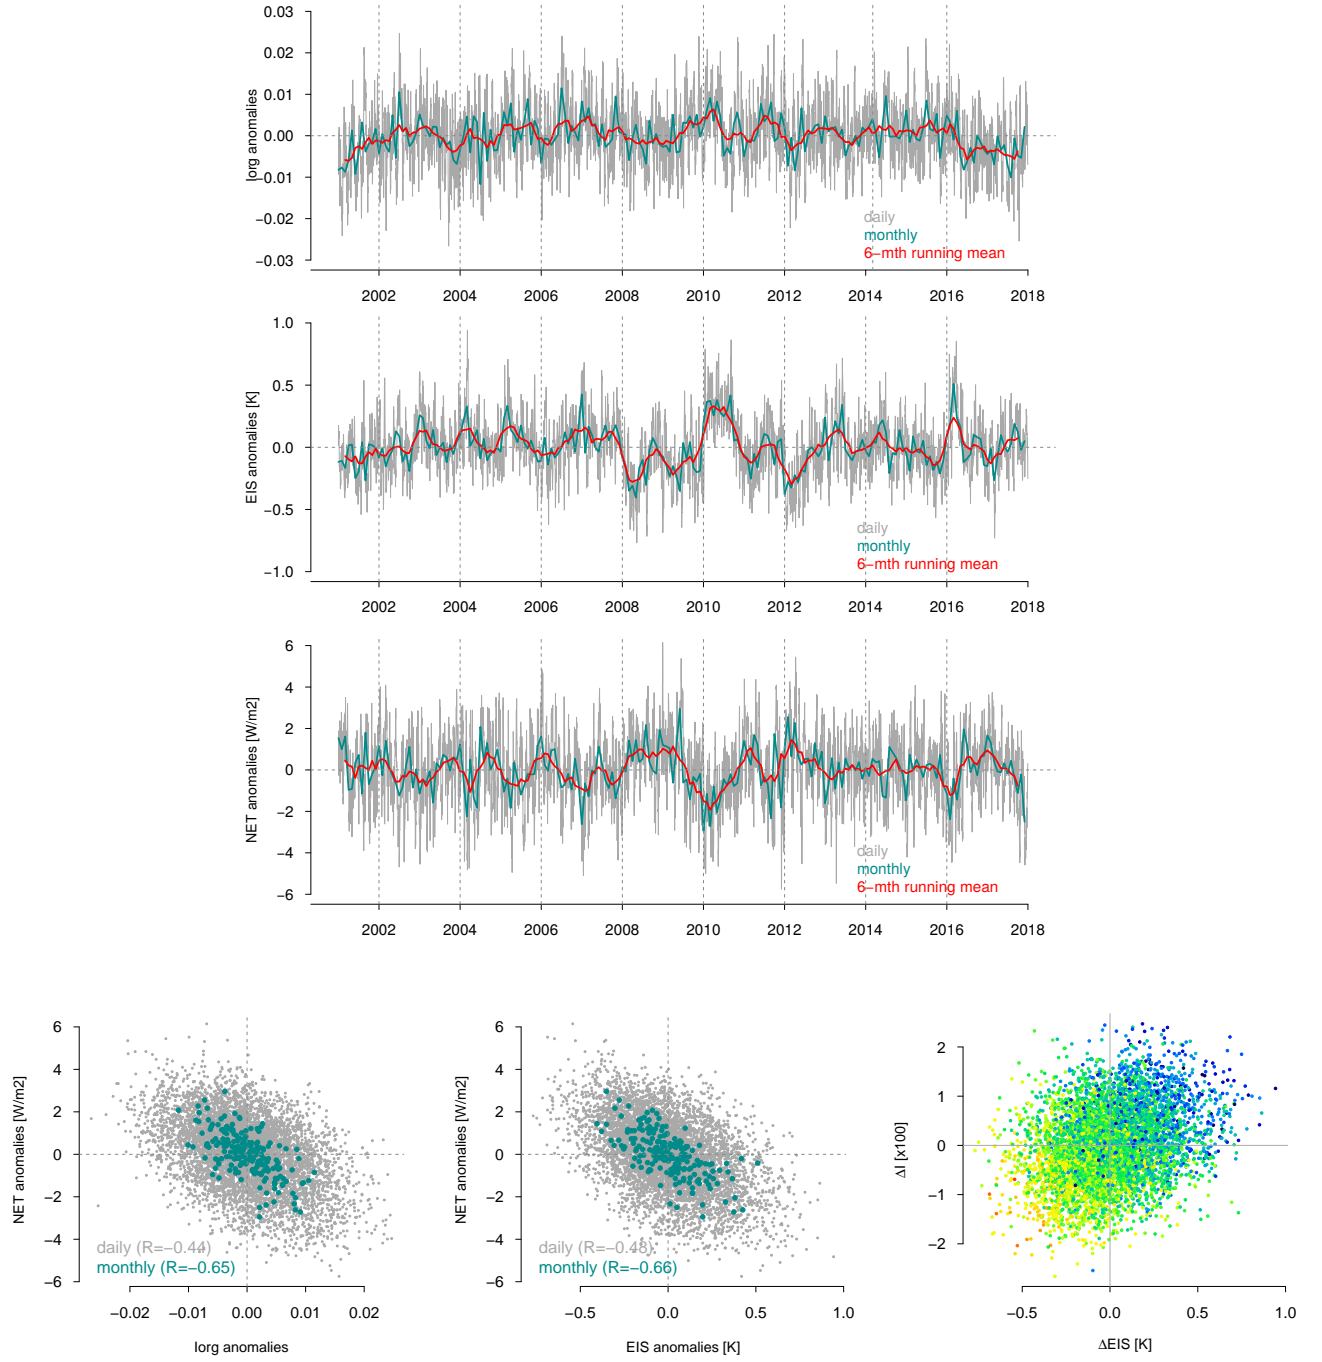 0.03
0.02
0.01
0.00
−0.01
−0.02
−0.03
Iorg anomalies
daily
monthly
6−mth running mean
2002 2004 2006 2008 2010 2012 2014 2016 2018
1.0
0.5
0.0
−0.5
−1.0
EIS anomalies [K]
daily
monthly
6−mth running mean
2002 2004 2006 2008 2010 2012 2014 2016 2018
6
4
2
0
−2
−4
−6
NET anomalies [W/m2]
daily
monthly
6−mth running mean
2002 2004 2006 2008 2010 2012 2014 2016 2018
6
4
2
0
−2
−4
−6
NET anomalies [W/m2]
daily (R=−0.44)
monthly (R=−0.65)
−0.02 −0.01 0.00 0.01 0.02
Iorg anomalies
6
4
2
0
−2
−4
−6
NET anomalies [W/m2]
daily (R=−0.48)
monthly (R=−0.66)
−0.5 0.0 0.5 1.0
EIS anomalies [K]
2
1
0
−1
−2
ΔI [x100]
−0.5 0.0 0.5 1.0
ΔEIS [K]